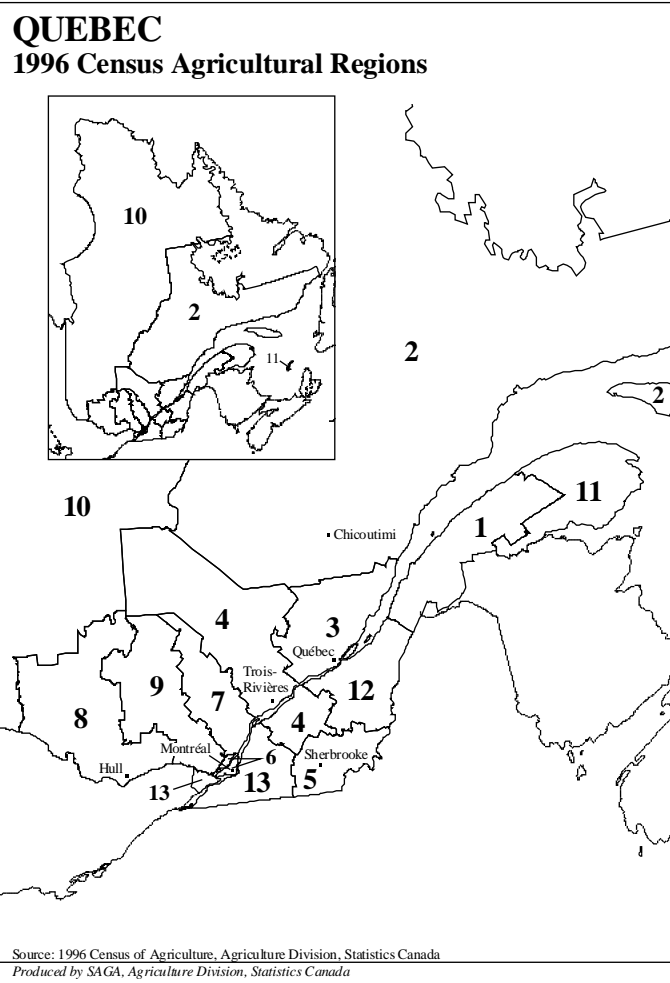 QUEBEC
1996 Census Agricultural Regions
10
2
11
2
2
10
11
1
Chicoutimi
4
3
Québec
Trois-
Rivières
12
9
7
8
4
Montréal
6
Sherbrooke
Hull
13
13
5
Source: 1996 Census of Agriculture, Agriculture Division, Statistics Canada
Produced by SAGA, Agriculture Division, Statistics Canada